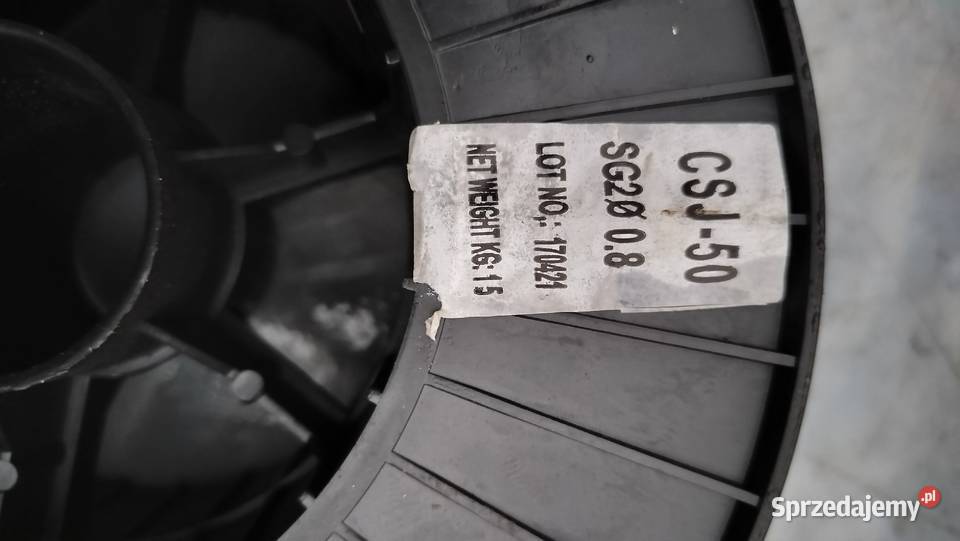 CSJ-50
SG2Ø 0.8
LOT NO,: 170421
NET WEIGHT KG: 15
Sprzedajemy.pl